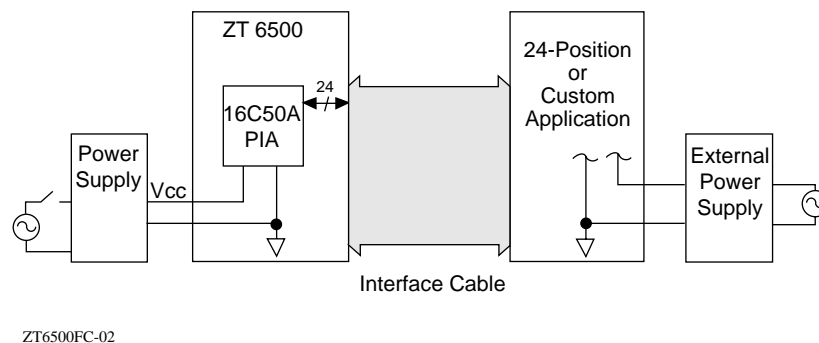 ZT 6500
24
16C50A
PIA
Power
Supply
Vcc
Interface Cable
24-Position
or
Custom
Application
External
Power
Supply
ZT6500FC-02